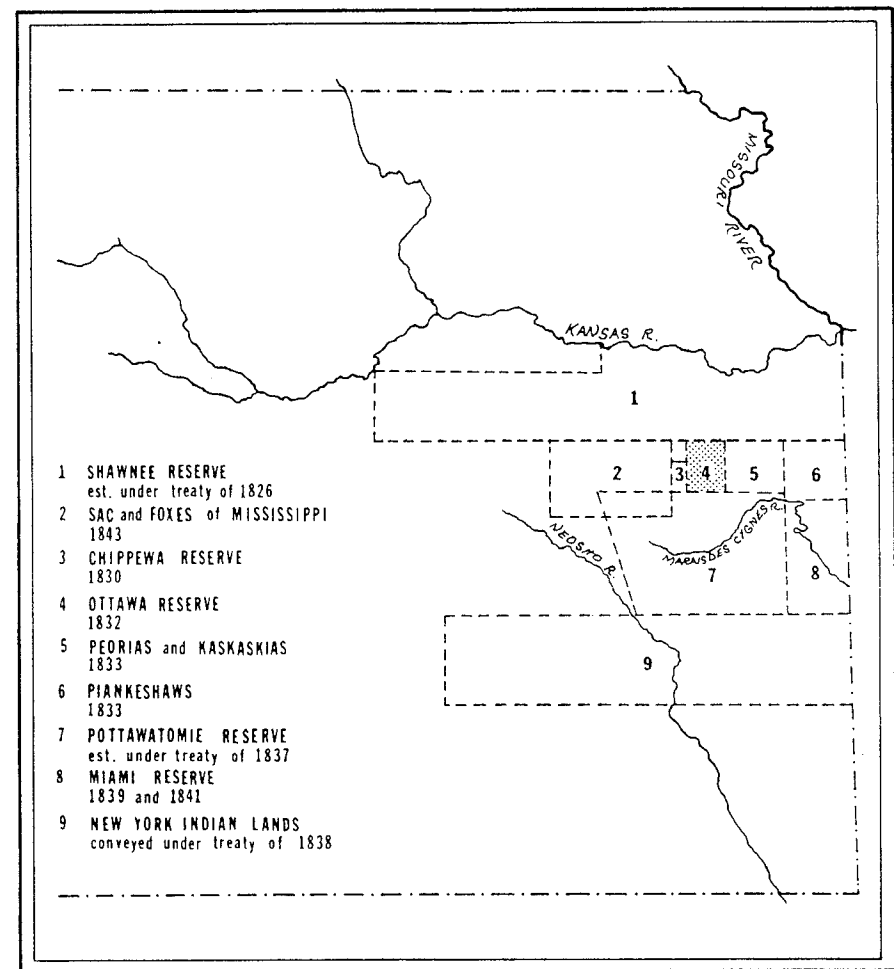 MISSOURI
RIVER
KANSAS R.
1
2
3
4
5
6
NEOSHO R.
MARNSDES CYGNES R.
7
8
9
1 SHAWNEE RESERVE
est. under treaty of 1826
2 SAC and FOXES of MISSISSIPPI
1843
3 CHIPPEWA RESERVE
1830
4 OTTAWA RESERVE
1832
5 PEORIAS and KASKASKIAS
1833
6 PIANKESHAWS
1833
7 POTTAWATOMIE RESERVE
est. under treaty of 1837
8 MIAMI RESERVE
1839 and 1841
9 NEW YORK INDIAN LANDS
conveyed under treaty of 1838